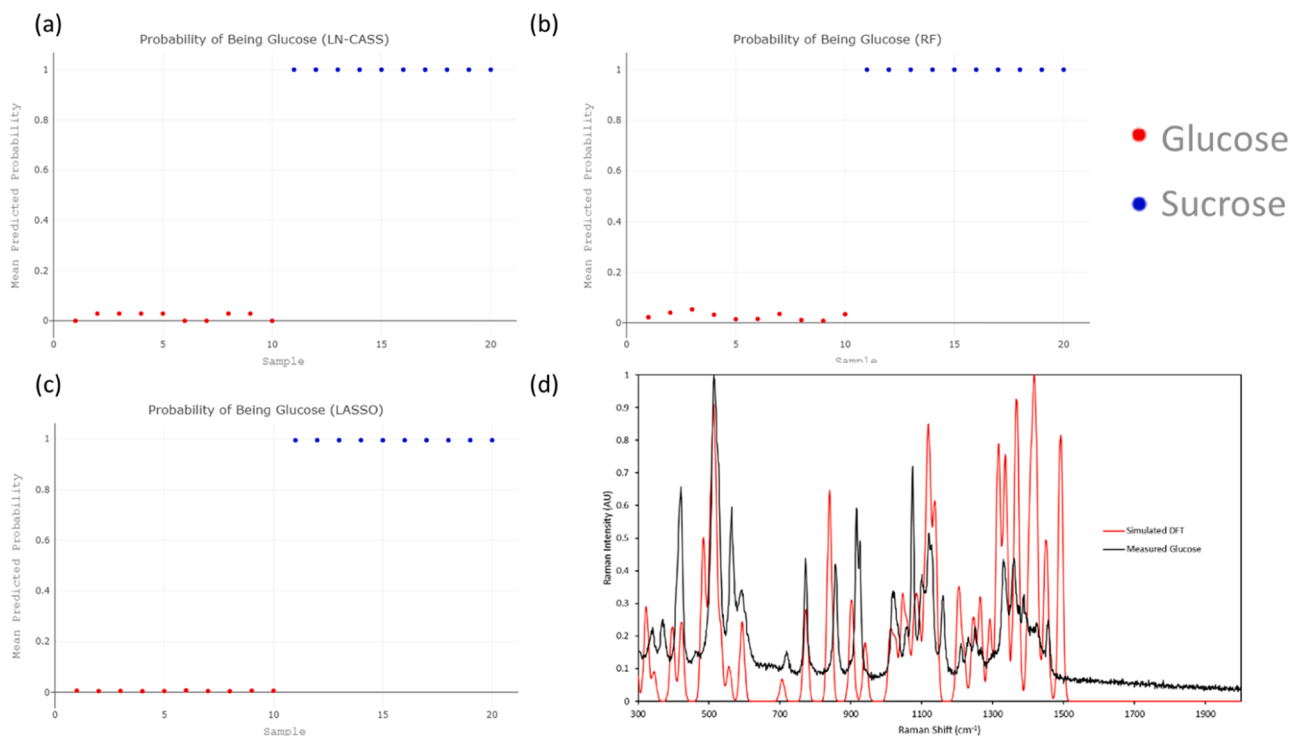 (a)
Probability of Being Glucose (LN-CASS)
Mean Predicted Probability
1
0.8
0.6
0.4
0.2
0
0 5 10 15 20
Sample
(b)
Probability of Being Glucose (RF)
Mean Predicted Probability
1
0.8
0.6
0.4
0.2
0
0 5 10 15 20
Sample
Glucose
Sucrose
(c)
Probability of Being Glucose (LASSO)
Mean Predicted Probability
1
0.8
0.6
0.4
0.2
0
0 5 10 15 20
Sample
(d)
Raman Intensity (AU)
1
0.9
0.8
0.7
0.6
0.5
0.4
0.3
0.2
0.1
0
300 500 700 900 1100 1300 1500 1700 1900
Raman Shift (cm⁻¹)
Simulated DFT
Measured Glucose